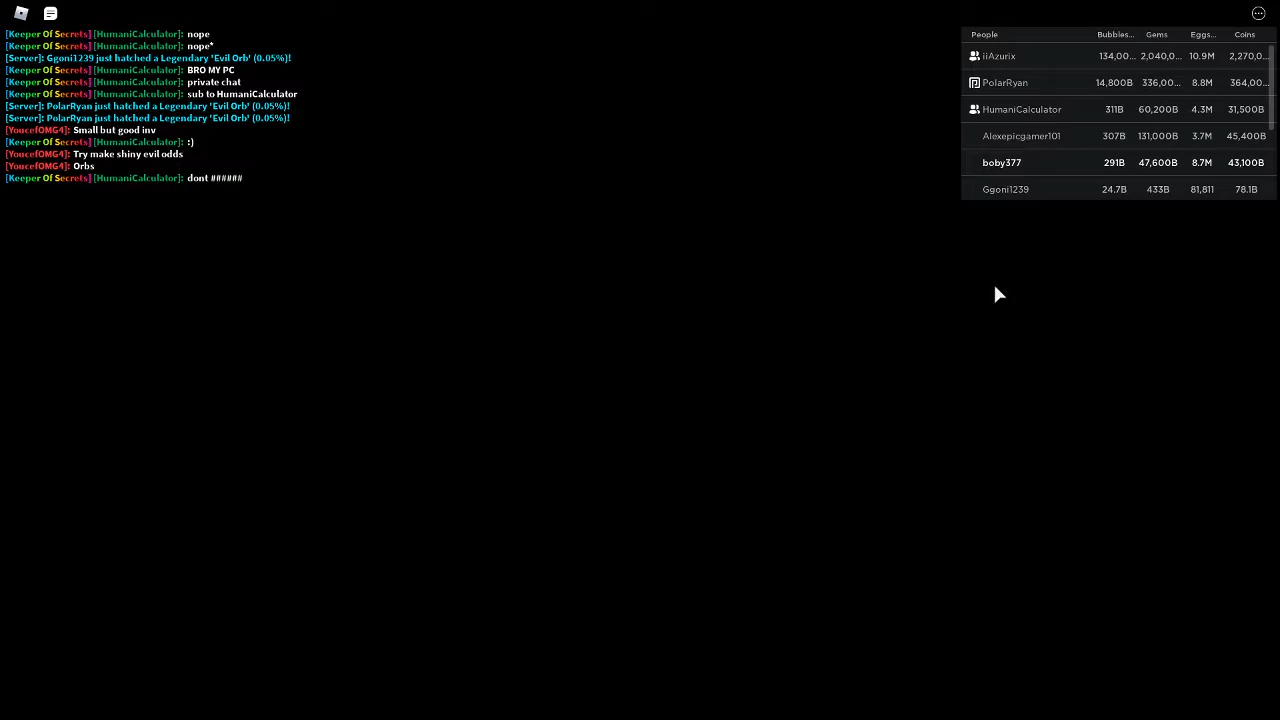 [Keeper Of Secrets] [HumaniCalculator]: nope
[Keeper Of Secrets] [HumaniCalculator]: nope*
[Server]: Ggoni1239 just hatched a Legendary 'Evil Orb' (0.05%)!
[Keeper Of Secrets] [HumaniCalculator]: BRO MY PC
[Keeper Of Secrets] [HumaniCalculator]: private chat
[Keeper Of Secrets] [HumaniCalculator]: sub to HumaniCalculator
[Server]: PolarRyan just hatched a Legendary 'Evil Orb' (0.05%)!
[Server]: PolarRyan just hatched a Legendary 'Evil Orb' (0.05%)!
[YoucefOMG4]: Small but good inv
[Keeper Of Secrets] [HumaniCalculator]: :)
[YoucefOMG4]: Try make shiny evil odds
[YoucefOMG4]: Orbs
[Keeper Of Secrets] [HumaniCalculator]: dont ######
People Bubbles... Gems Eggs... Coins
iiAzurix 134,00... 2,040,0... 10.9M 2,270,0...
PolarRyan 14,800B 336,00... 8.8M 364,00...
HumaniCalculator 311B 60,200B 4.3M 31,500B
Alexepicgamer101 307B 131,000B 3.7M 45,400B
boby377 291B 47,600B 8.7M 43,100B
Ggoni1239 24.7B 433B 81,811 78.1B